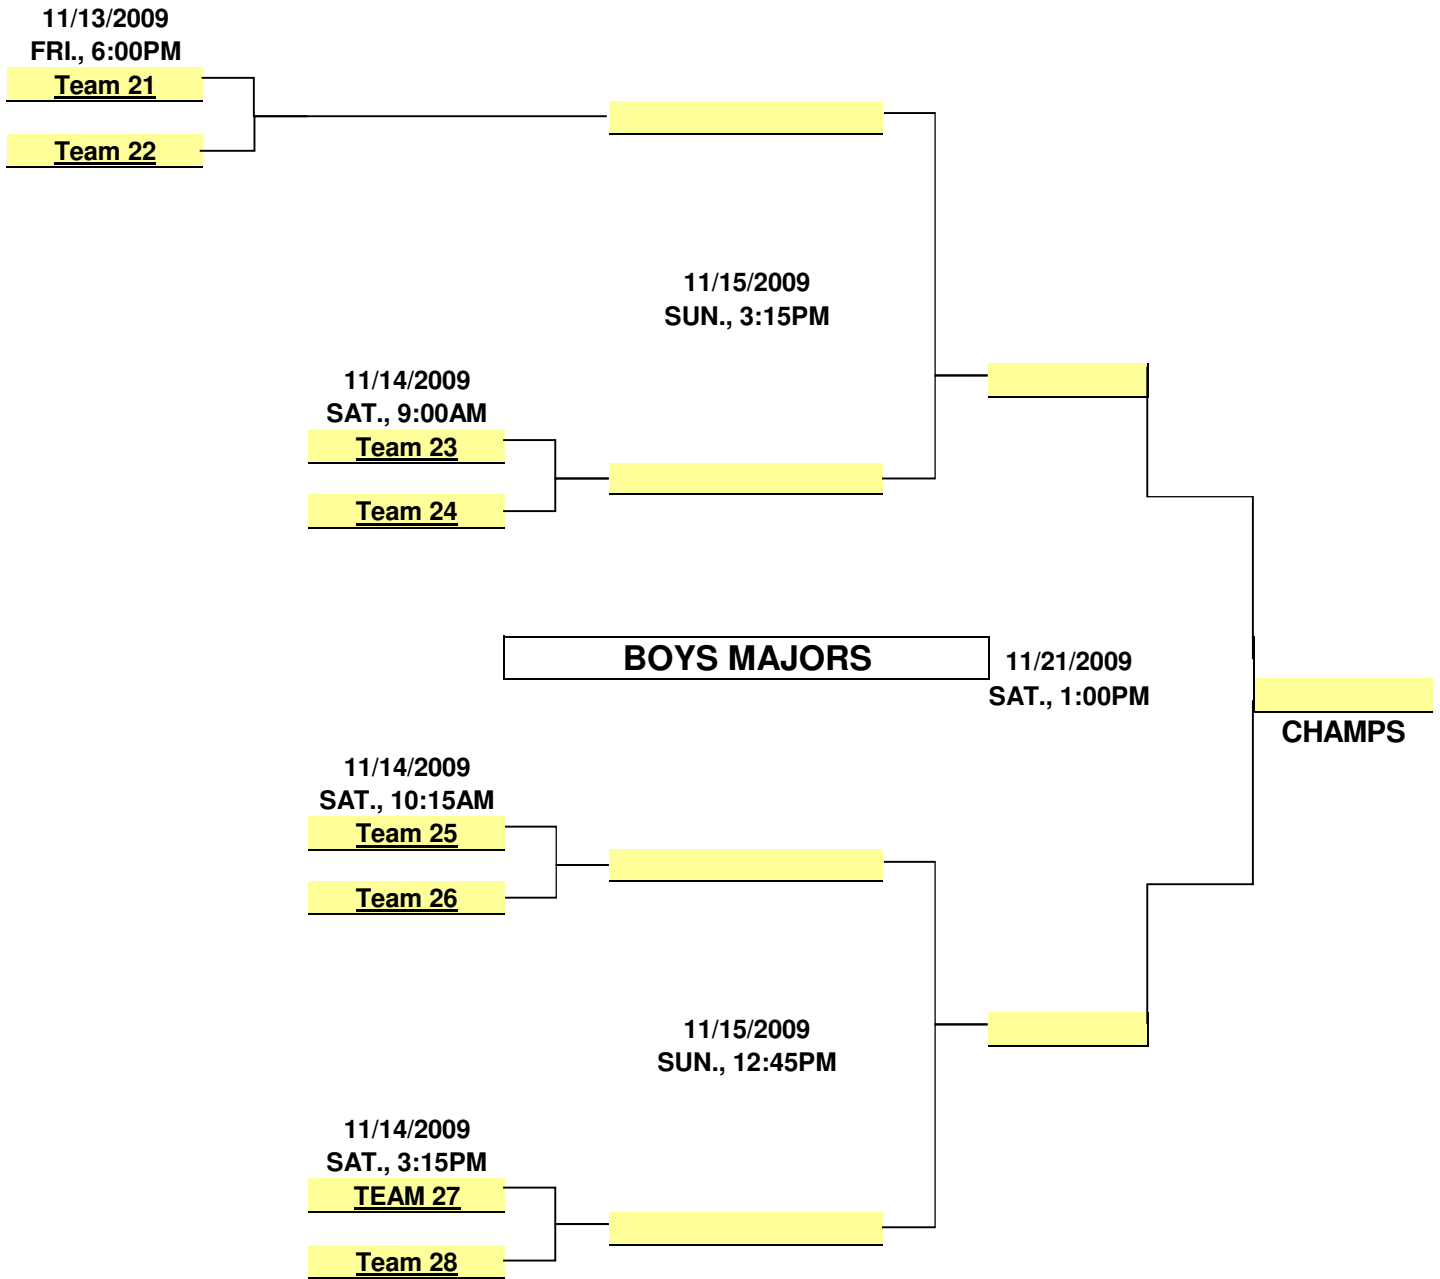 11/13/2009
FRI., 6:00PM
Team 21
Team 22
11/15/2009
SUN., 3:15PM
11/14/2009
SAT., 9:00AM
Team 23
Team 24
BOYS MAJORS
11/21/2009
SAT., 1:00PM
CHAMPS
11/14/2009
SAT., 10:15AM
Team 25
Team 26
11/15/2009
SUN., 12:45PM
11/14/2009
SAT., 3:15PM
TEAM 27
Team 28